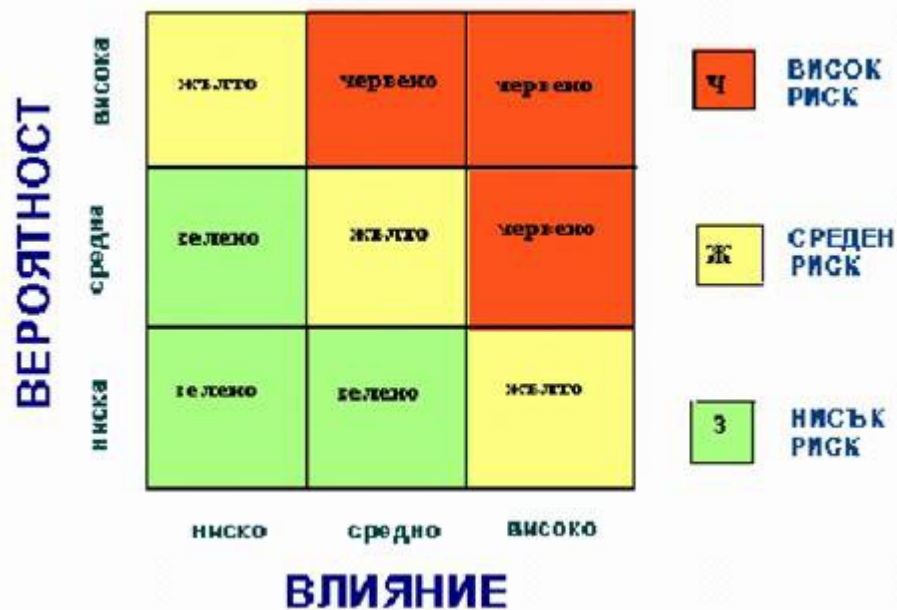 ВЕРОЯТНОСТ
висока
средна
ниска
жълто
червено
червено
зелено
жълто
червено
зелено
зелено
жълто
ниско
средно
високо
ВЛИЯНИЕ
Ч
ВИСОК
РИСК
Ж
СРЕДЕН
РИСК
З
НИСЪК
РИСК